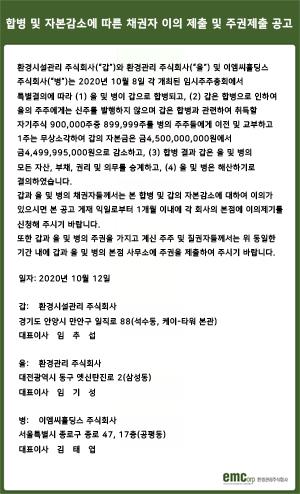 합병 및 자본감소에 따른 채권자 이의 제출 및 주권제출 공고
환경시설관리 주식회사("갑")와 환경관리 주식회사("을") 및 이엠씨홀딩스
주식회사("병")는 2020년 10월 8일 각 개최된 임시주주총회에서
특별결의에 따라 (1) 을 및 병이 갑으로 합병되고, (2) 갑은 합병으로 인하여
을의 주주에게는 신주를 발행하지 않으며 갑은 합병과 관련하여 취득할
자기주식 900,000주중 899,999주를 병의 주주들에게 이전 및 교부하고
1주는 무상소각하여 갑의 자본금은 금4,500,000,000원에서
금4,499,995,000원으로 감소하고, (3) 합병 결과 갑은 을 및 병의
모든 자산, 부채, 권리 및 의무를 승계하고, (4) 을 및 병은 해산하기로
결의하였습니다.
갑과 을 및 병의 채권자들께서는 본 합병 및 갑의 자본감소에 대하여 이의가
있으시면 본 공고 게재 익일로부터 1개월 이내에 각 회사의 본점에 이의제기를
신청해 주시기 바랍니다.
또한 갑과 을 및 병의 주권을 가지고 계신 주주 및 질권자들께서는 위 동일한
기간 내에 갑과 을 및 병의 본점 사무소에 주권을 제출하여 주시기 바랍니다.
일자: 2020년 10월 12일
갑: 환경시설관리 주식회사
경기도 안양시 만안구 일직로 88(석수동, 케이-타워 본관)
대표이사 임 추 섭
을: 환경관리 주식회사
대전광역시 동구 옛신탄진로 2(삼성동)
대표이사 임 기 성
병: 이엠씨홀딩스 주식회사
서울특별시 종로구 종로 47, 17층(공평동)
대표이사 김 태 엽
emcorp 환경관리주식회사